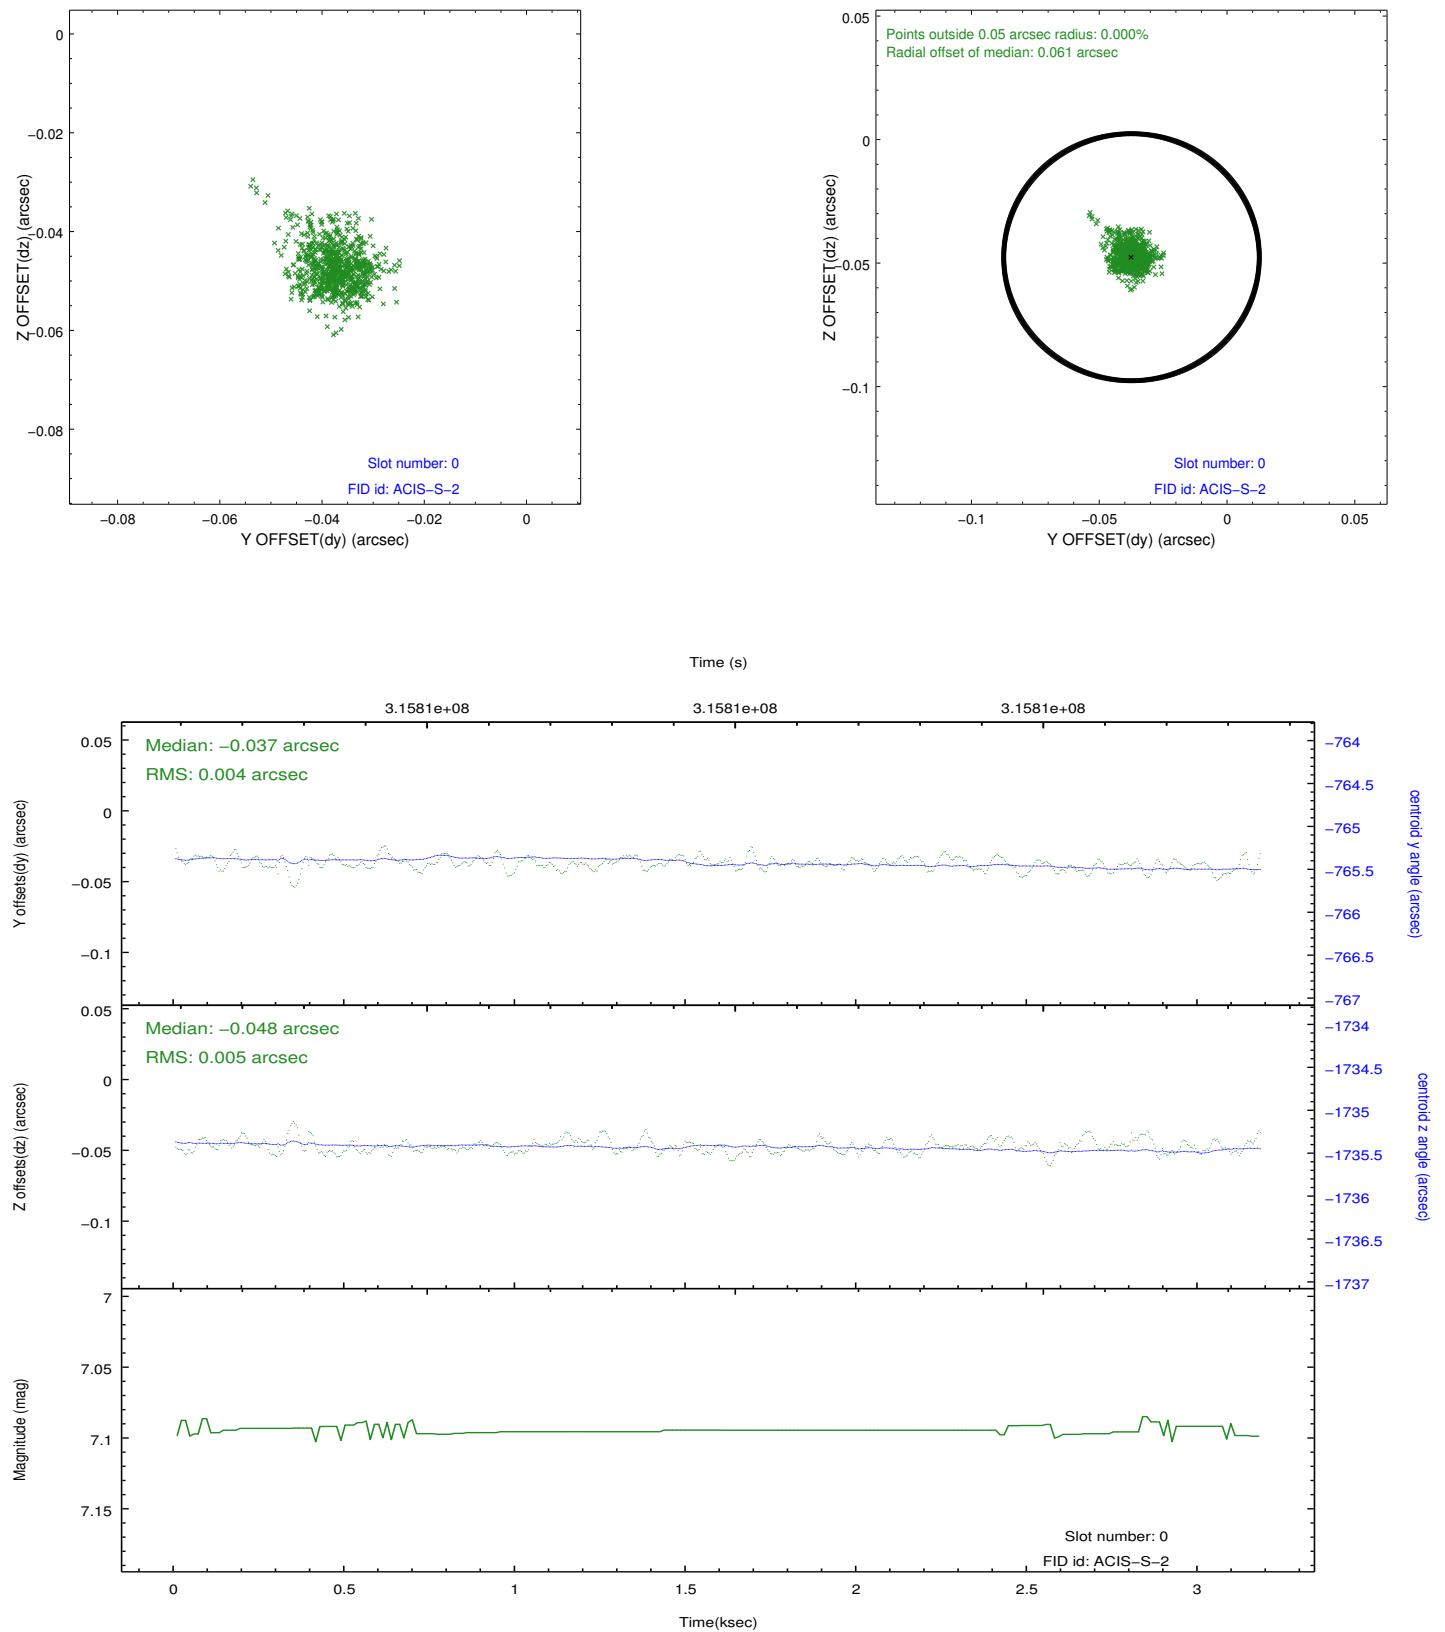 0
−0.02
−0.04
−0.06
−0.08
Z OFFSET(dz) (arcsec)
Slot number: 0
FID id: ACIS−S−2
−0.08
−0.06
−0.04
−0.02
0
Y OFFSET(dy) (arcsec)
0.05
0
−0.05
−0.1
Z OFFSET(dz) (arcsec)
Points outside 0.05 arcsec radius: 0.000%
Radial offset of median: 0.061 arcsec
Slot number: 0
FID id: ACIS−S−2
−0.1
−0.05
0
0.05
Y OFFSET(dy) (arcsec)
Time (s)
3.1581e+08
3.1581e+08
3.1581e+08
0.05
0
−0.05
−0.1
Y offsets(dy) (arcsec)
Median: −0.037 arcsec
RMS: 0.004 arcsec
−764
−764.5
−765
−765.5
−766
−766.5
−767
centroid y angle (arcsec)
0.05
0
−0.05
−0.1
Z offsets(dz) (arcsec)
Median: −0.048 arcsec
RMS: 0.005 arcsec
−1734
−1734.5
−1735
−1735.5
−1736
−1736.5
−1737
centroid z angle (arcsec)
7
7.05
7.1
7.15
Magnitude (mag)
Slot number: 0
FID id: ACIS−S−2
0
0.5
1
1.5
2
2.5
3
Time(ksec)